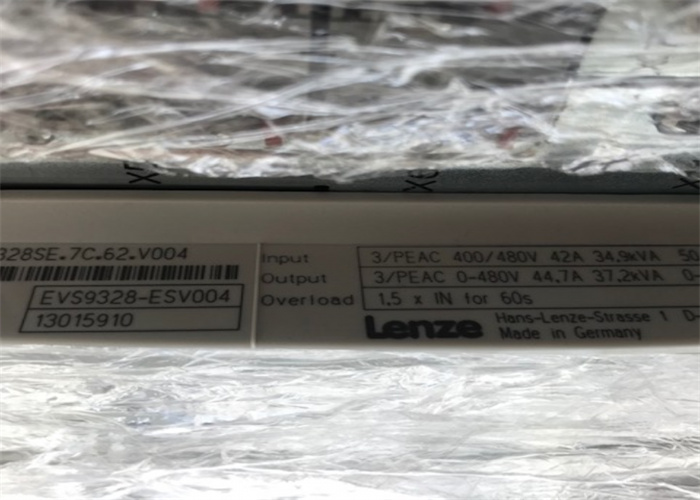 328SE.7C.62.V004
EVS9328-ESV004
13015910
Input 3/PEAC 400/480V 42A 34.9kVA 50
Output 3/PEAC 0-480V 44.7A 37.2kVA
Overload 1.5 x IN for 60s
Lenze Hans-Lenze-Strasse 1 D-
Made in Germany